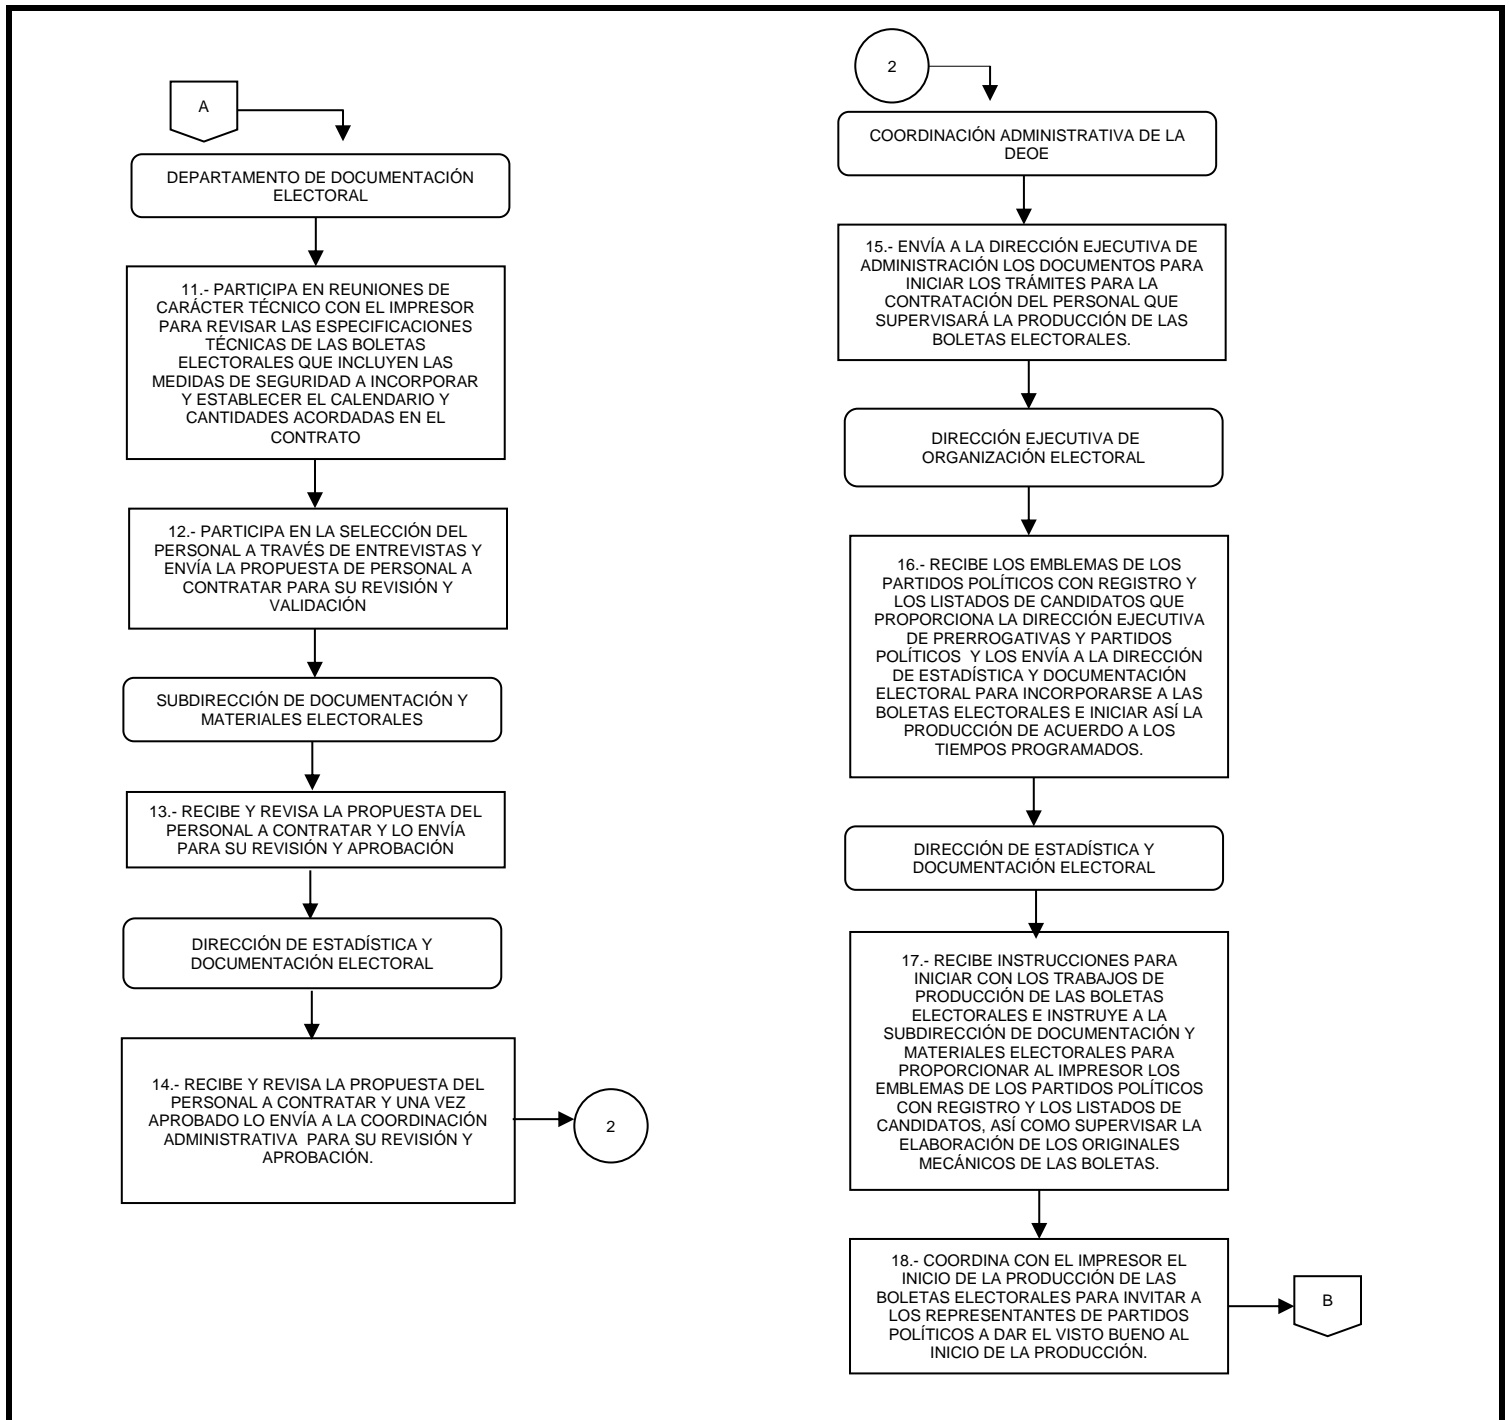 A
DEPARTAMENTO DE DOCUMENTACIÓN
ELECTORAL
11.- PARTICIPA EN REUNIONES DE
CARÁCTER TÉCNICO CON EL IMPRESOR
PARA REVISAR LAS ESPECIFICACIONES
TÉCNICAS DE LAS BOLETAS
ELECTORALES QUE INCLUYEN LAS
MEDIDAS DE SEGURIDAD A INCORPORAR
Y ESTABLECER EL CALENDARIO Y
CANTIDADES ACORDADAS EN EL
CONTRATO
12.- PARTICIPA EN LA SELECCIÓN DEL
PERSONAL A TRAVÉS DE ENTREVISTAS Y
ENVÍA LA PROPUESTA DE PERSONAL A
CONTRATAR PARA SU REVISIÓN Y
VALIDACIÓN
SUBDIRECCIÓN DE DOCUMENTACIÓN Y
MATERIALES ELECTORALES
13.- RECIBE Y REVISA LA PROPUESTA DEL
PERSONAL A CONTRATAR Y LO ENVÍA
PARA SU REVISIÓN Y APROBACIÓN
DIRECCIÓN DE ESTADÍSTICA Y
DOCUMENTACIÓN ELECTORAL
14.- RECIBE Y REVISA LA PROPUESTA DEL
PERSONAL A CONTRATAR Y UNA VEZ
APROBADO LO ENVÍA A LA COORDINACIÓN
ADMINISTRATIVA PARA SU REVISIÓN Y
APROBACIÓN.
2
2
COORDINACIÓN ADMINISTRATIVA DE LA
DEOE
15.- ENVÍA A LA DIRECCIÓN EJECUTIVA DE
ADMINISTRACIÓN LOS DOCUMENTOS PARA
INICIAR LOS TRÁMITES PARA LA
CONTRATACIÓN DEL PERSONAL QUE
SUPERVISARÁ LA PRODUCCIÓN DE LAS
BOLETAS ELECTORALES.
DIRECCIÓN EJECUTIVA DE
ORGANIZACIÓN ELECTORAL
16.- RECIBE LOS EMBLEMAS DE LOS
PARTIDOS POLÍTICOS CON REGISTRO Y
LOS LISTADOS DE CANDIDATOS QUE
PROPORCIONA LA DIRECCIÓN EJECUTIVA
DE PRERROGATIVAS Y PARTIDOS
POLÍTICOS Y LOS ENVÍA A LA DIRECCIÓN
DE ESTADÍSTICA Y DOCUMENTACIÓN
ELECTORAL PARA INCORPORARSE A LAS
BOLETAS ELECTORALES E INICIAR ASÍ LA
PRODUCCIÓN DE ACUERDO A LOS
TIEMPOS PROGRAMADOS.
DIRECCIÓN DE ESTADÍSTICA Y
DOCUMENTACIÓN ELECTORAL
17.- RECIBE INSTRUCCIONES PARA
INICIAR CON LOS TRABAJOS DE
PRODUCCIÓN DE LAS BOLETAS
ELECTORALES E INSTRUYE A LA
SUBDIRECCIÓN DE DOCUMENTACIÓN Y
MATERIALES ELECTORALES PARA
PROPORCIONAR AL IMPRESOR LOS
EMBLEMAS DE LOS PARTIDOS POLÍTICOS
CON REGISTRO Y LOS LISTADOS DE
CANDIDATOS, ASÍ COMO SUPERVISAR LA
ELABORACIÓN DE LOS ORIGINALES
MECÁNICOS DE LAS BOLETAS.
18.- COORDINA CON EL IMPRESOR EL
INICIO DE LA PRODUCCIÓN DE LAS
BOLETAS ELECTORALES PARA INVITAR A
LOS REPRESENTANTES DE PARTIDOS
POLÍTICOS A DAR EL VISTO BUENO AL
INICIO DE LA PRODUCCIÓN.
B